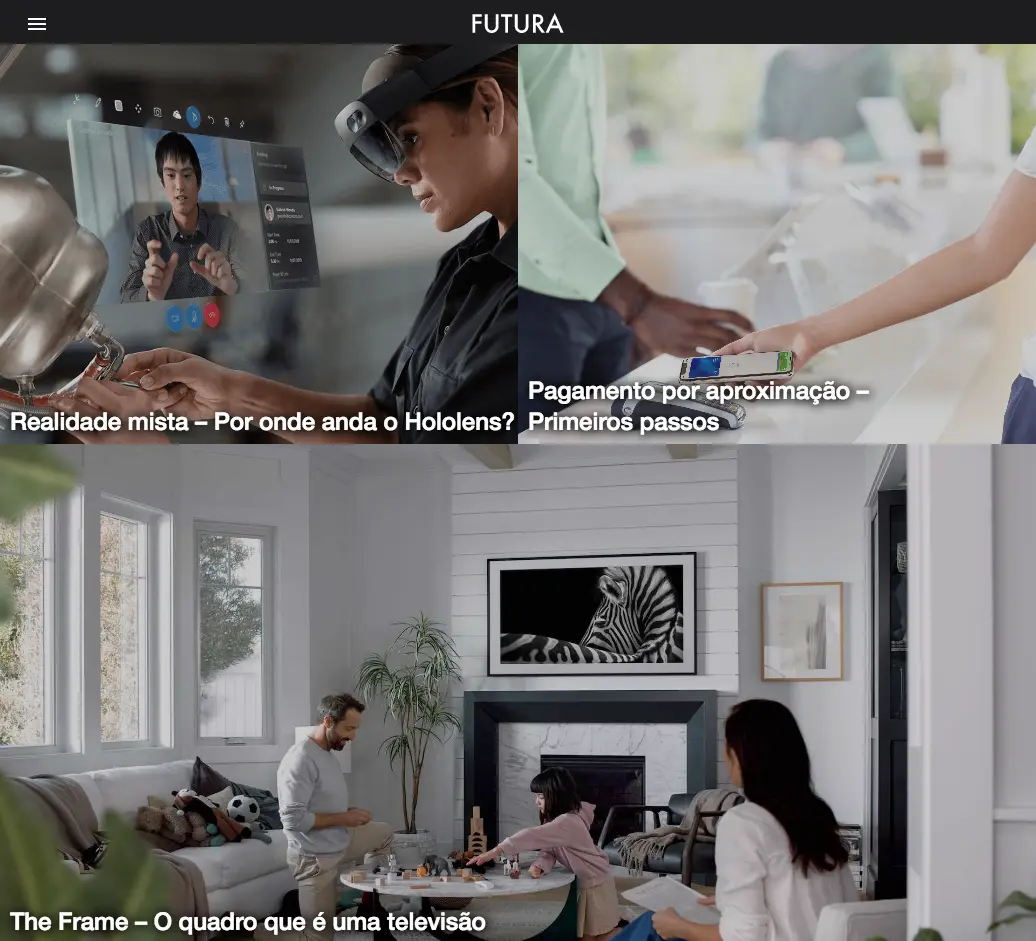 FUTURA
Realidade mista – Por onde anda o Hololens?
Pagamento por aproximação –
Primeiros passos
The Frame – O quadro que é uma televisão